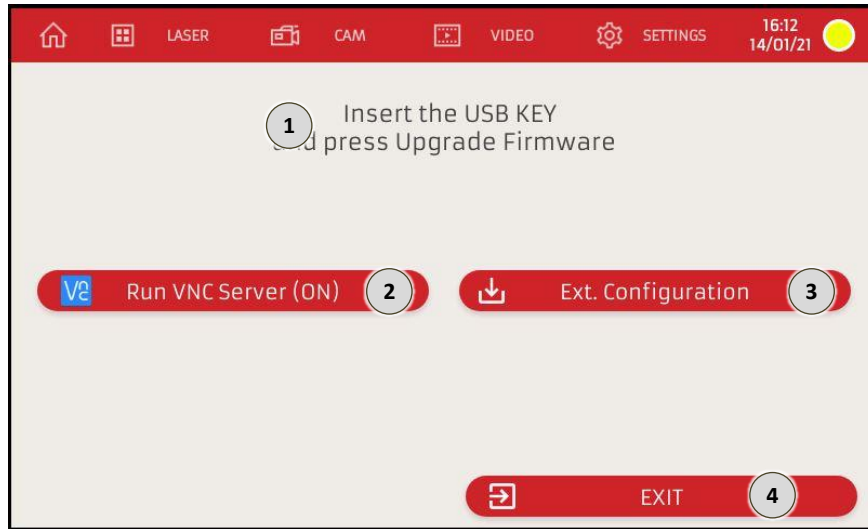 LASER CAM VIDEO SETTINGS 16:12
14/01/21
1 Insert the USB KEY
and press Upgrade Firmware
Run VNC Server (ON) 2
Ext. Configuration 3
EXIT 4